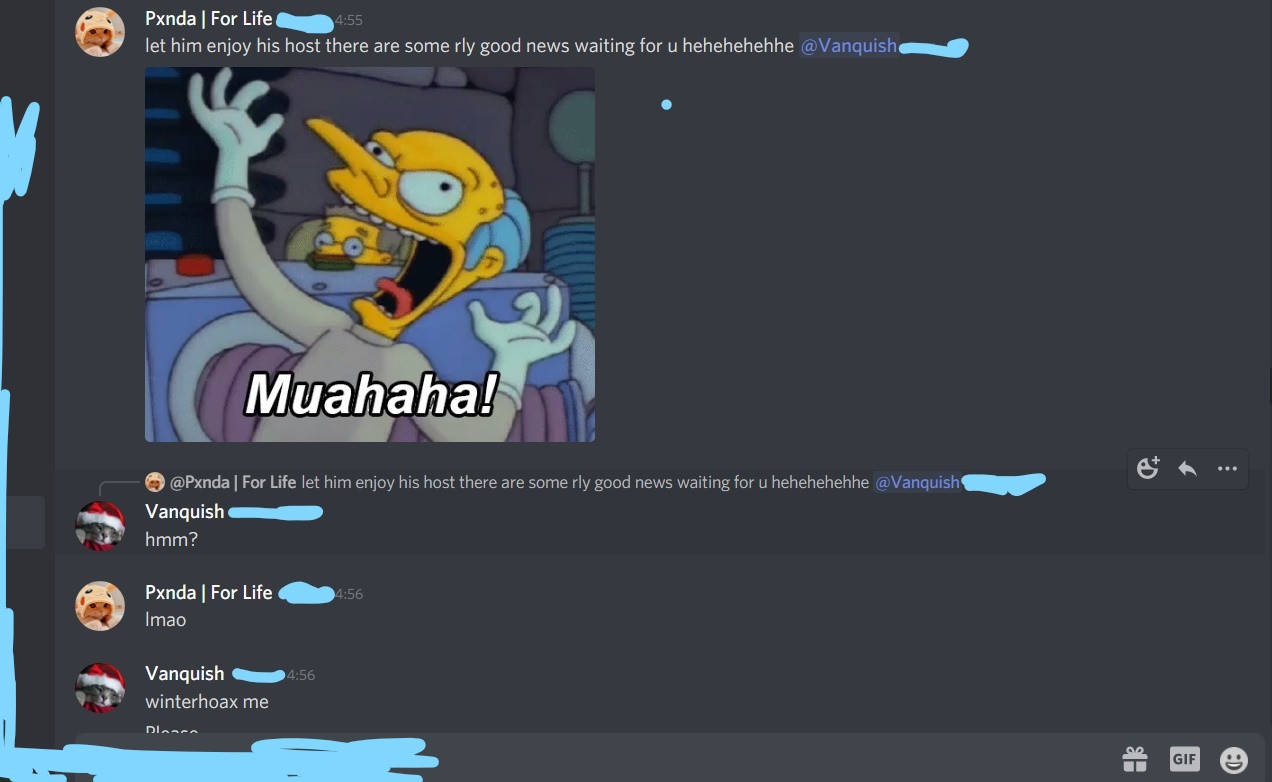 Pxnda | For Life 4:55
let him enjoy his host there are some rly good news waiting for u hehehehehhe @Vanquish
Muahaha!
@Pxnda | For Life let him enjoy his host there are some rly good news waiting for u hehehehehhe @Vanquish
Vanquish
hmm?
Pxnda | For Life 4:56
lmao
Vanquish 4:56
winterhoax me
Please
GIF